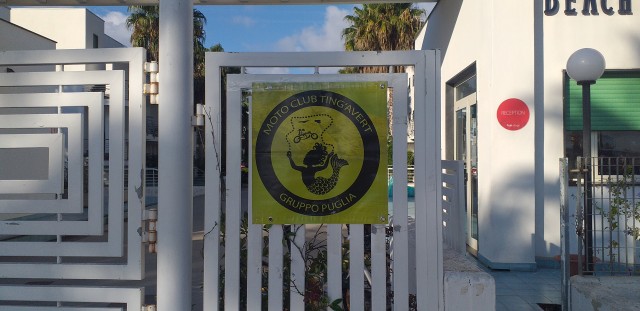 BEACH
MOTO CLUB TINGAVERT
GRUPPO PUGLIA
RECEPTION